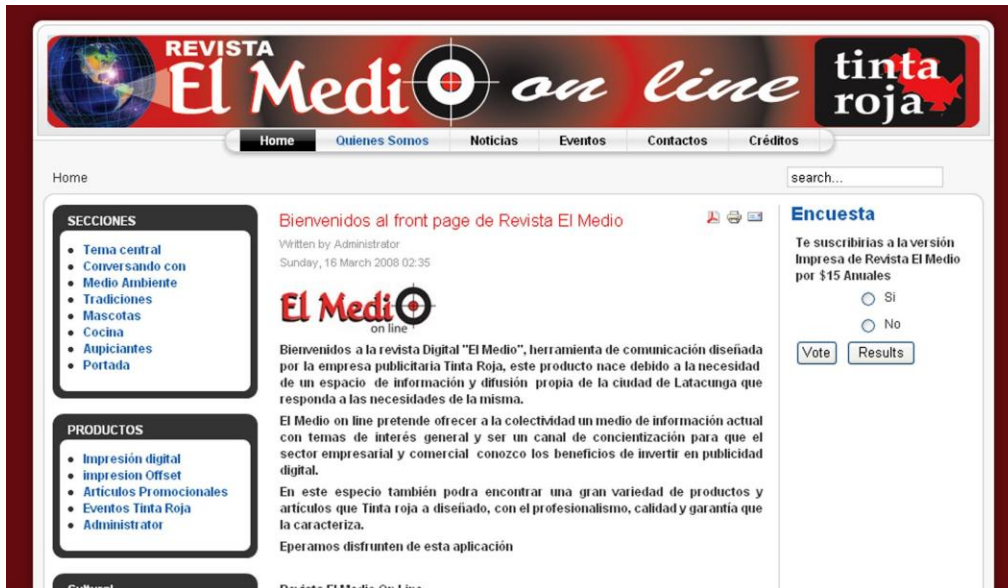 REVISTA
El Medio on line
tinta
roja
Home Quienes Somos Noticias Eventos Contactos Créditos
Home
search...
SECCIONES
Tema central
Conversando con
Medio Ambiente
Tradiciones
Mascotas
Cocina
Aupiciantes
Portada
PRODUCTOS
Impresión digital
impresion Offset
Artículos Promocionales
Eventos Tinta Roja
Administrator
Cultural
Bienvenidos al front page de Revista El Medio
Written by Administrator
Sunday, 16 March 2008 02:35
El Medio
on line
Bienvenidos a la revista Digital "El Medio", herramienta de comunicación diseñada
por la empresa publicitaria Tinta Roja, este producto nace debido a la necesidad
de un espacio de información y difusión propia de la ciudad de Latacunga que
responda a las necesidades de la misma.
El Medio on line pretende ofrecer a la colectividad un medio de información actual
con temas de interés general y ser un canal de concientización para que el
sector empresarial y comercial conozco los beneficios de invertir en publicidad
digital.
En este especio también podra encontrar una gran variedad de productos y
artículos que Tinta roja a diseñado, con el profesionalismo, calidad y garantía que
la caracteriza.
Eperamos disfrunten de esta aplicación
Revista El Medio On Line
Encuesta
Te suscribirias a la versión
Impresa de Revista El Medio
por $15 Anuales
Si
No
Vote Results